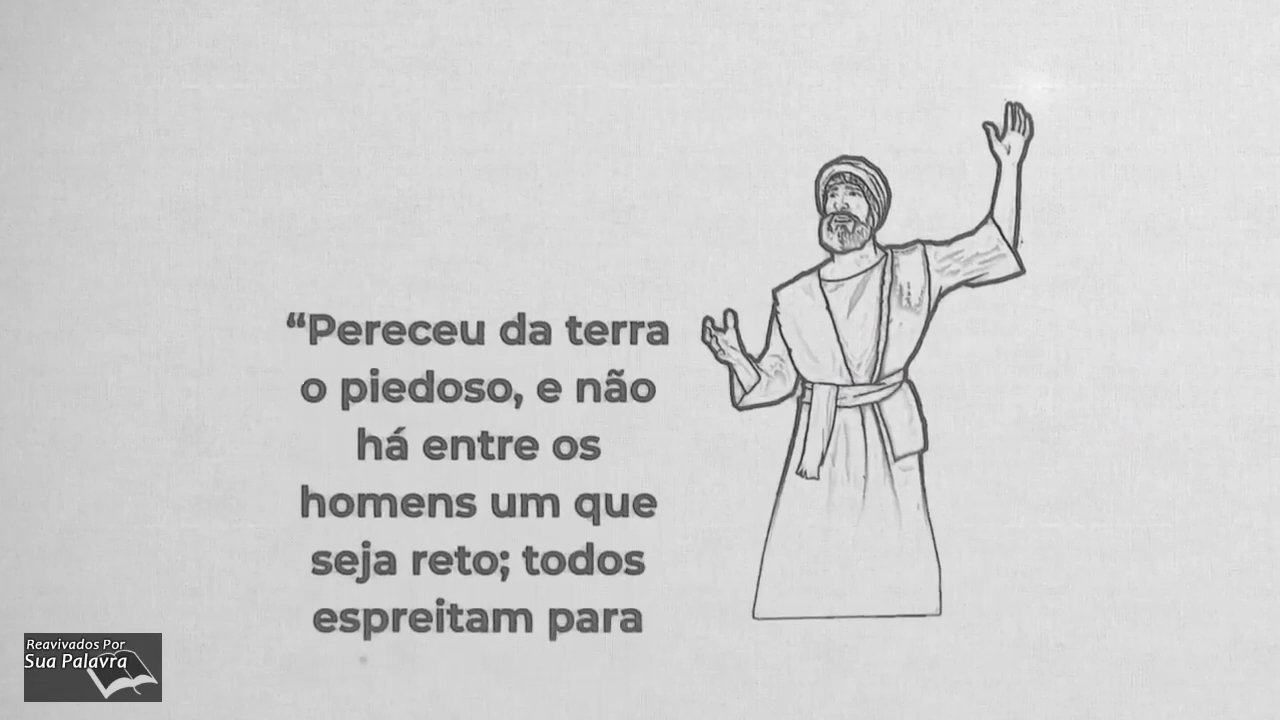 “Pereceu da terra
o piedoso, e não
há entre os
homens um que
seja reto; todos
espreitam para
Reavivados Por
Sua Palavra